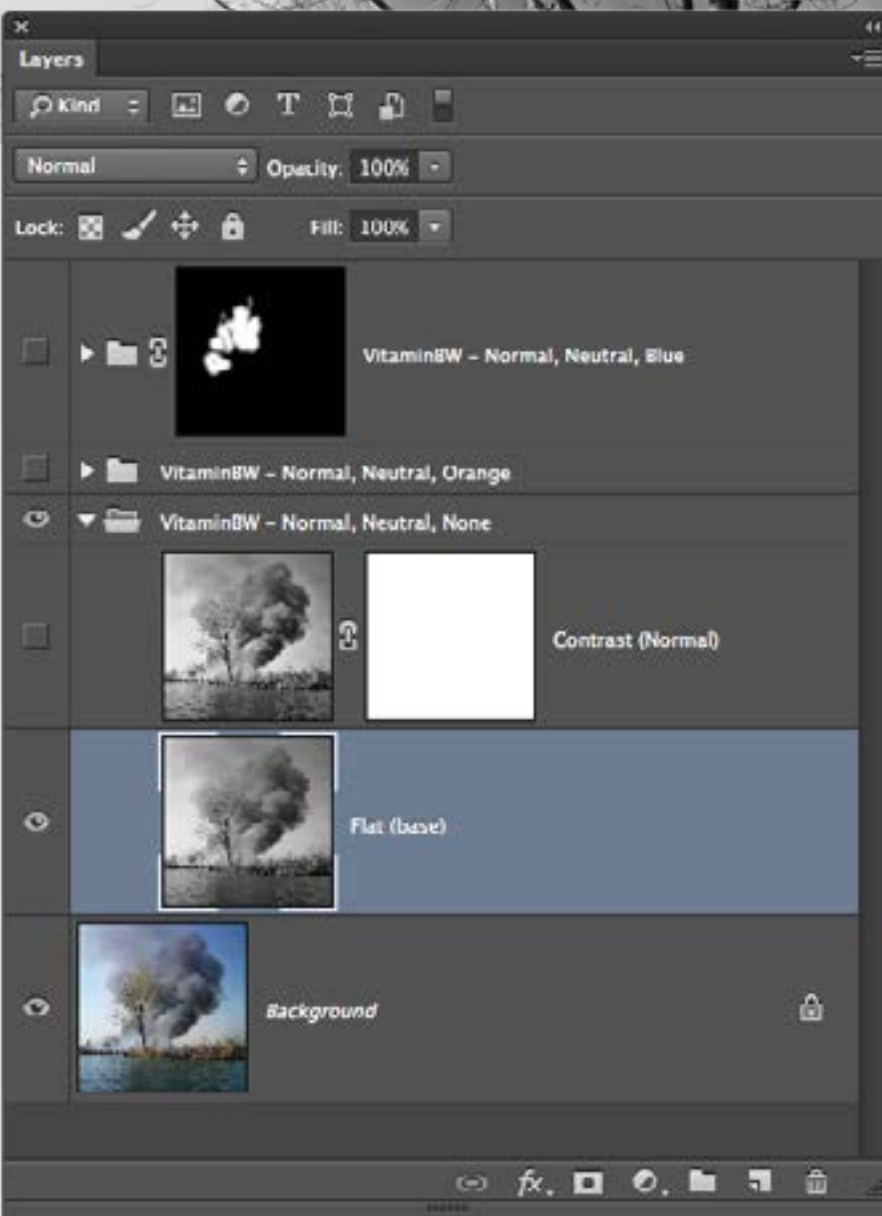 Layers
Kind
T
Normal Opacity: 100%
Lock: Fill: 100%
VitaminBW – Normal, Neutral, Blue
VitaminBW – Normal, Neutral, Orange
VitaminBW – Normal, Neutral, None
Contrast (Normal)
Flat (base)
Background
fx.